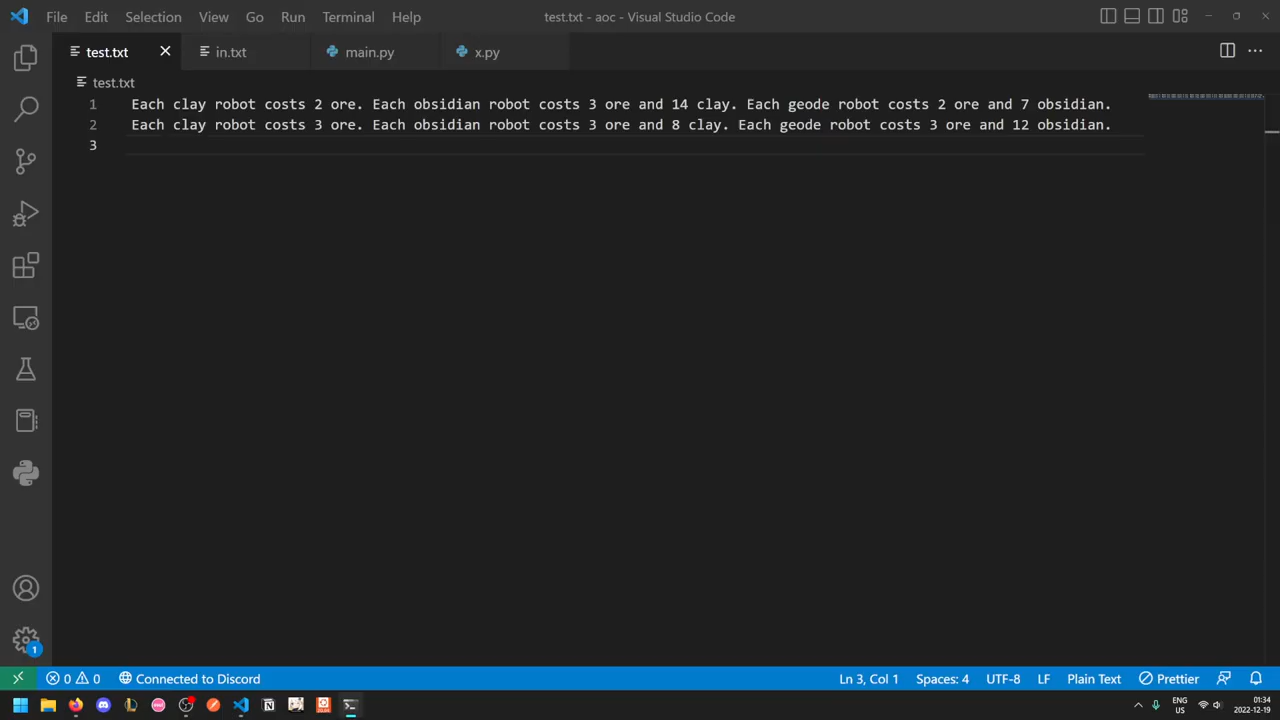 File Edit Selection View Go Run Terminal Help test.txt - aoc - Visual Studio Code
test.txt in.txt main.py x.py
test.txt
1 Each clay robot costs 2 ore. Each obsidian robot costs 3 ore and 14 clay. Each geode robot costs 2 ore and 7 obsidian.
2 Each clay robot costs 3 ore. Each obsidian robot costs 3 ore and 8 clay. Each geode robot costs 3 ore and 12 obsidian.
3
1
0 0 Connected to Discord Ln 3, Col 1 Spaces: 4 UTF-8 LF Plain Text Prettier
ENG 01:34
US 2022-12-19